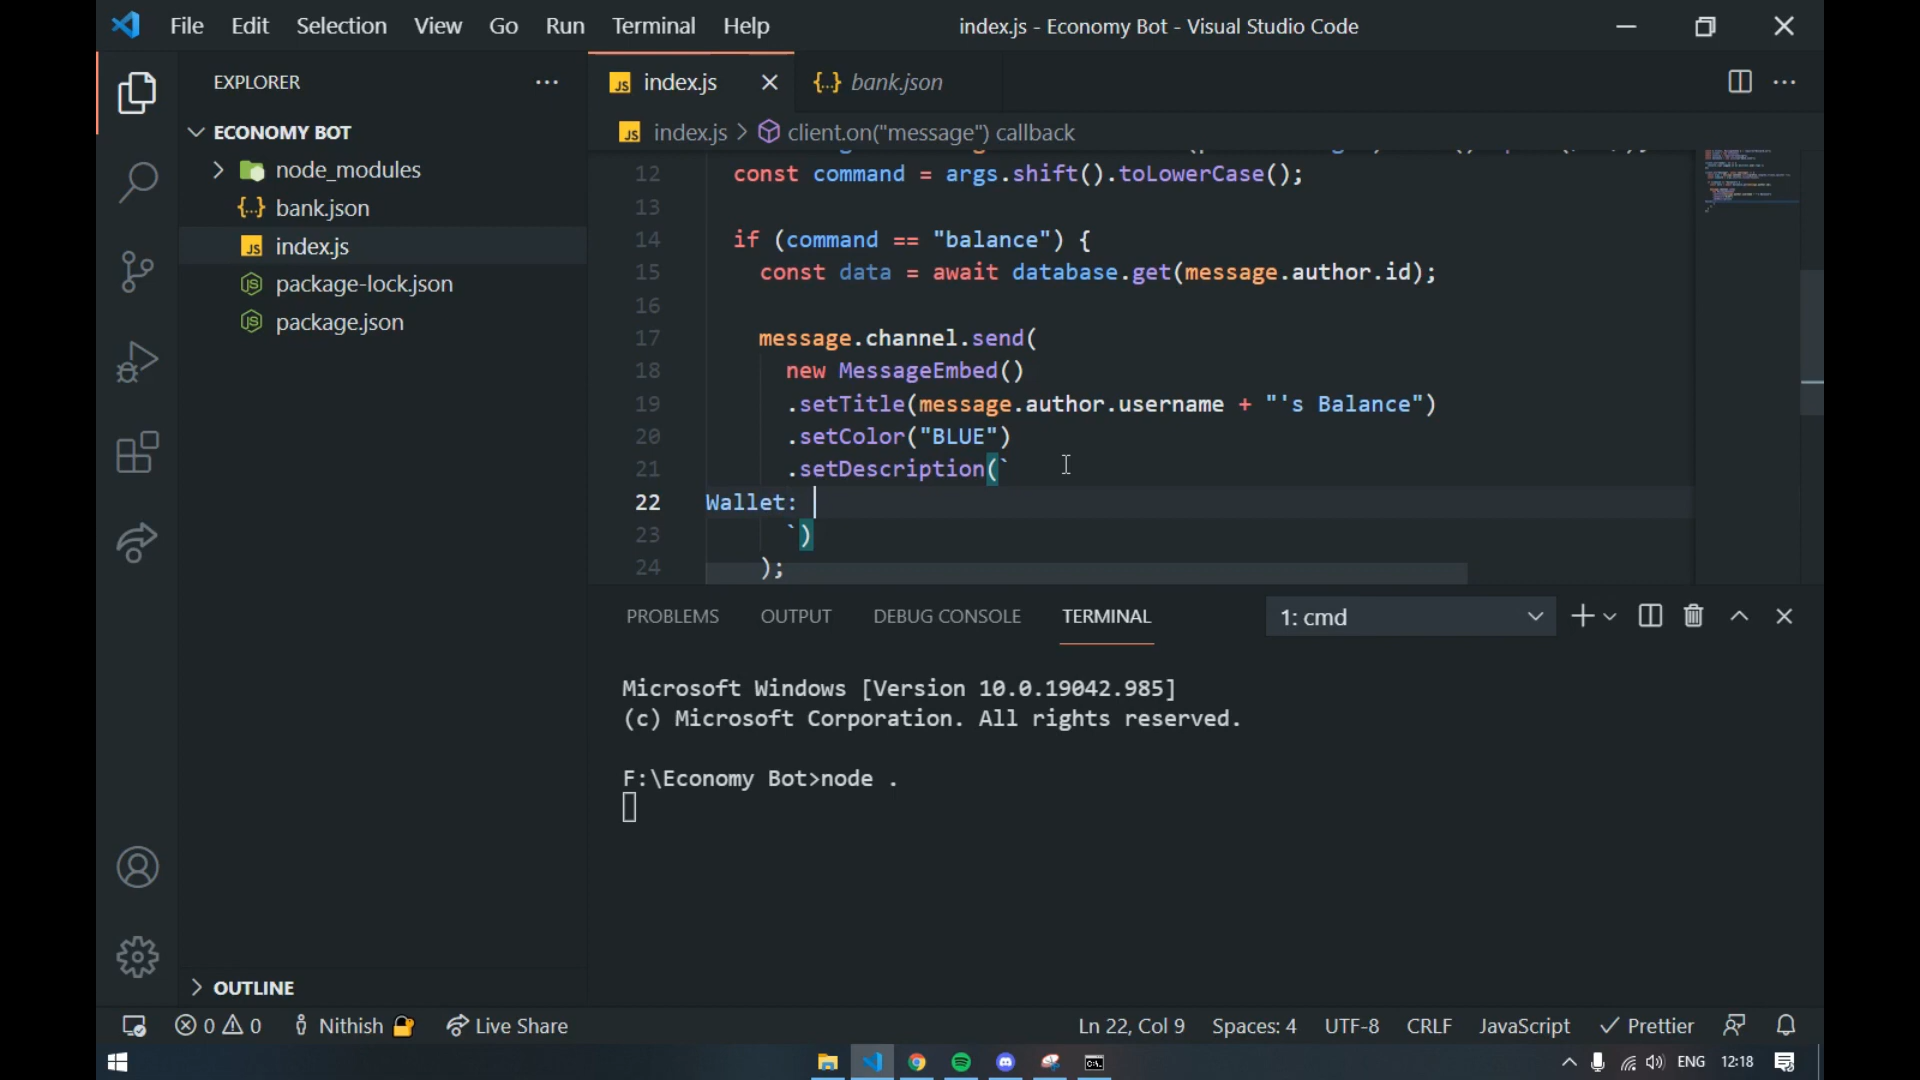 File Edit Selection View Go Run Terminal Help index.js - Economy Bot - Visual Studio Code
EXPLORER
ECONOMY BOT
node_modules
bank.json
index.js
package-lock.json
package.json
OUTLINE
index.js bank.json
index.js > client.on("message") callback
12 const command = args.shift().toLowerCase();
13
14 if (command == "balance") {
15 const data = await database.get(message.author.id);
16
17 message.channel.send(
18 new MessageEmbed()
19 .setTitle(message.author.username + "'s Balance")
20 .setColor("BLUE")
21 .setDescription(`
22 Wallet:
23 `)
24 );
PROBLEMS OUTPUT DEBUG CONSOLE TERMINAL 1: cmd
Microsoft Windows [Version 10.0.19042.985]
(c) Microsoft Corporation. All rights reserved.
F:\Economy Bot>node .
0 0 Nithish Live Share Ln 22, Col 9 Spaces: 4 UTF-8 CRLF JavaScript Prettier
ENG 12:18